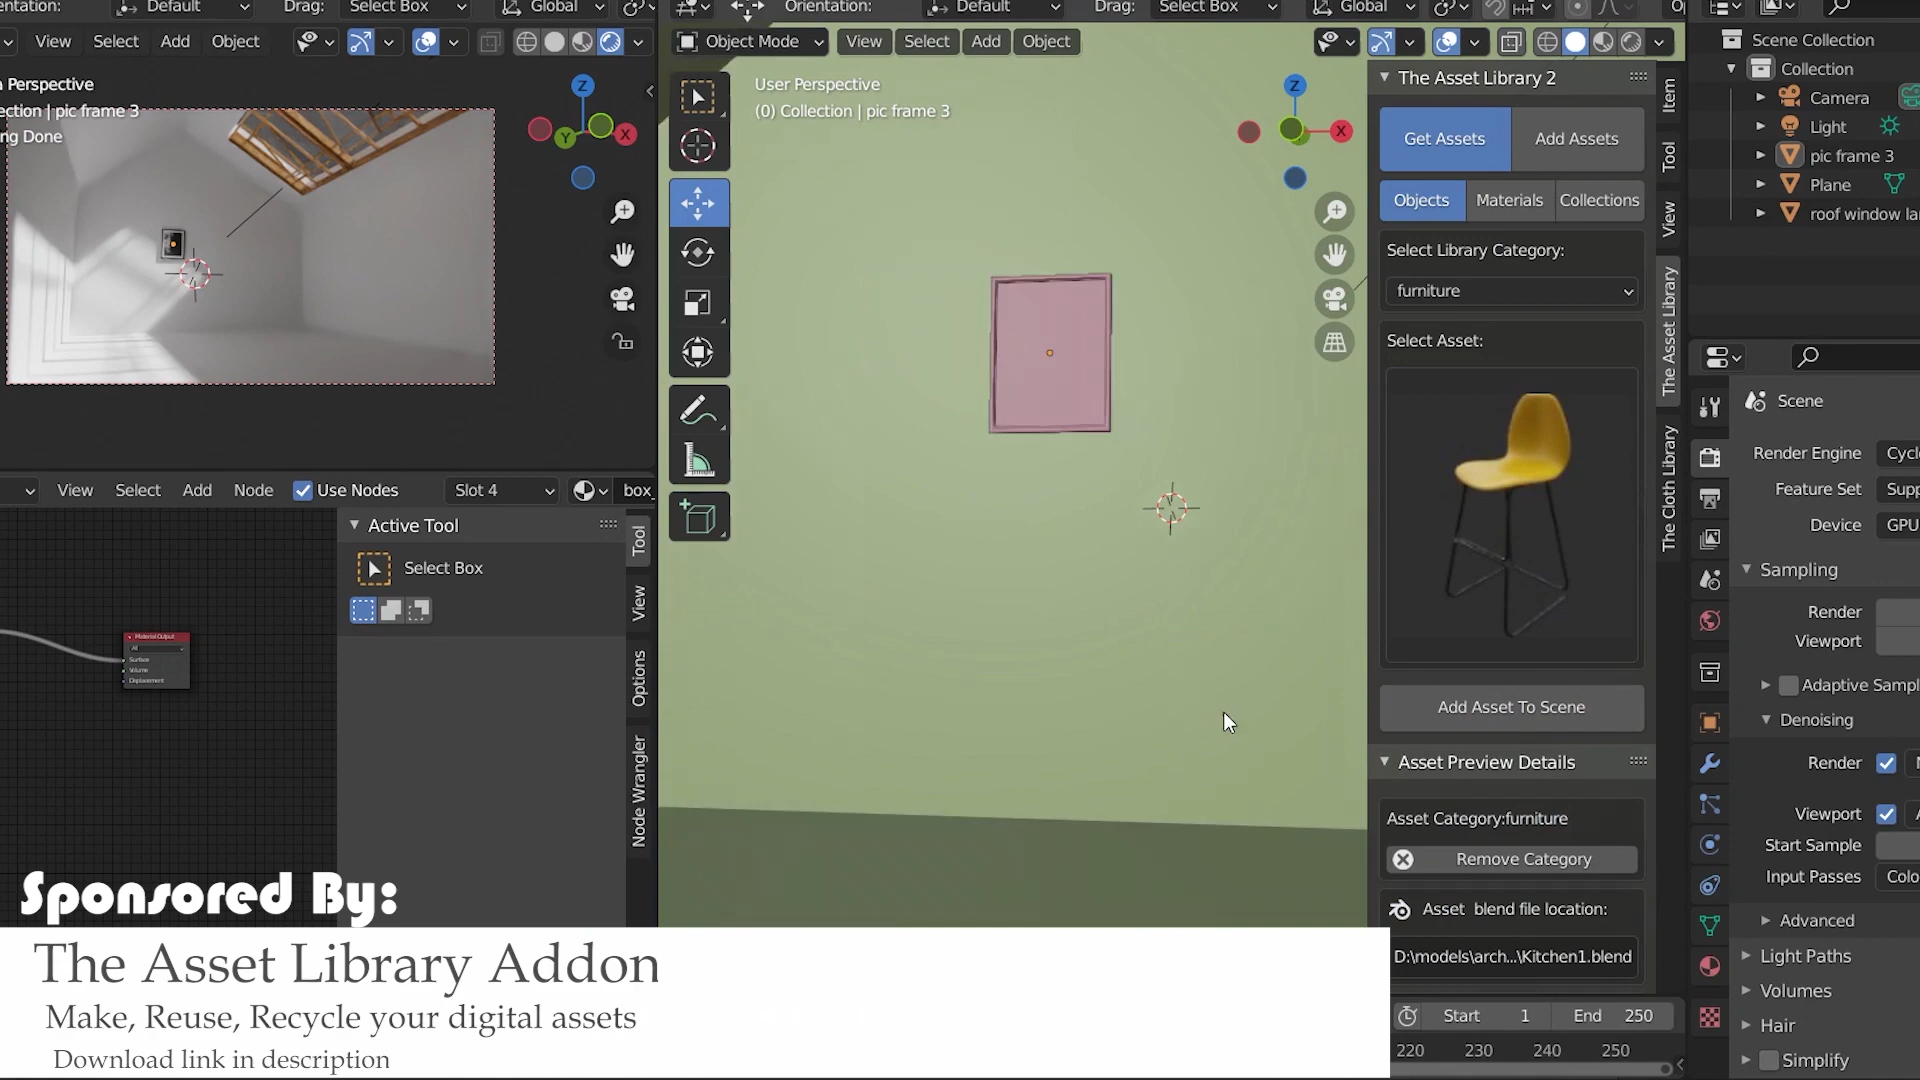 entation:
Default
Drag:
Select Box
Global
View
Select
Add
Object
Perspective
ection | pic frame 3
ng Done
Z
Y
X
View
Select
Add
Node
Use Nodes
Slot 4
box_
Active Tool
Select Box
Tool
View
Options
Node Wrangler
Material Output
All
Surface
Volume
Displacement
Orientation:
Default
Drag:
Select Box
Global
Object Mode
View
Select
Add
Object
User Perspective
(0) Collection | pic frame 3
Z
X
The Asset Library 2
Get Assets
Add Assets
Objects
Materials
Collections
Select Library Category:
furniture
Select Asset:
Add Asset To Scene
Asset Preview Details
Asset Category:furniture
Remove Category
Asset blend file location:
D:\models\arch...\Kitchen1.blend
Item
Tool
View
The Asset Library
The Cloth Library
Start 1
End 250
220 230 240 250
Scene Collection
Collection
Camera
Light
pic frame 3
Plane
roof window la
Scene
Render Engine
Cycl
Feature Set
Supp
Device
GPU
Sampling
Render
Viewport
Adaptive Sampl
Denoising
Render
Viewport
Start Sample
Input Passes
Colo
Advanced
Light Paths
Volumes
Hair
Simplify
Sponsored By:
The Asset Library Addon
Make, Reuse, Recycle your digital assets
Download link in description